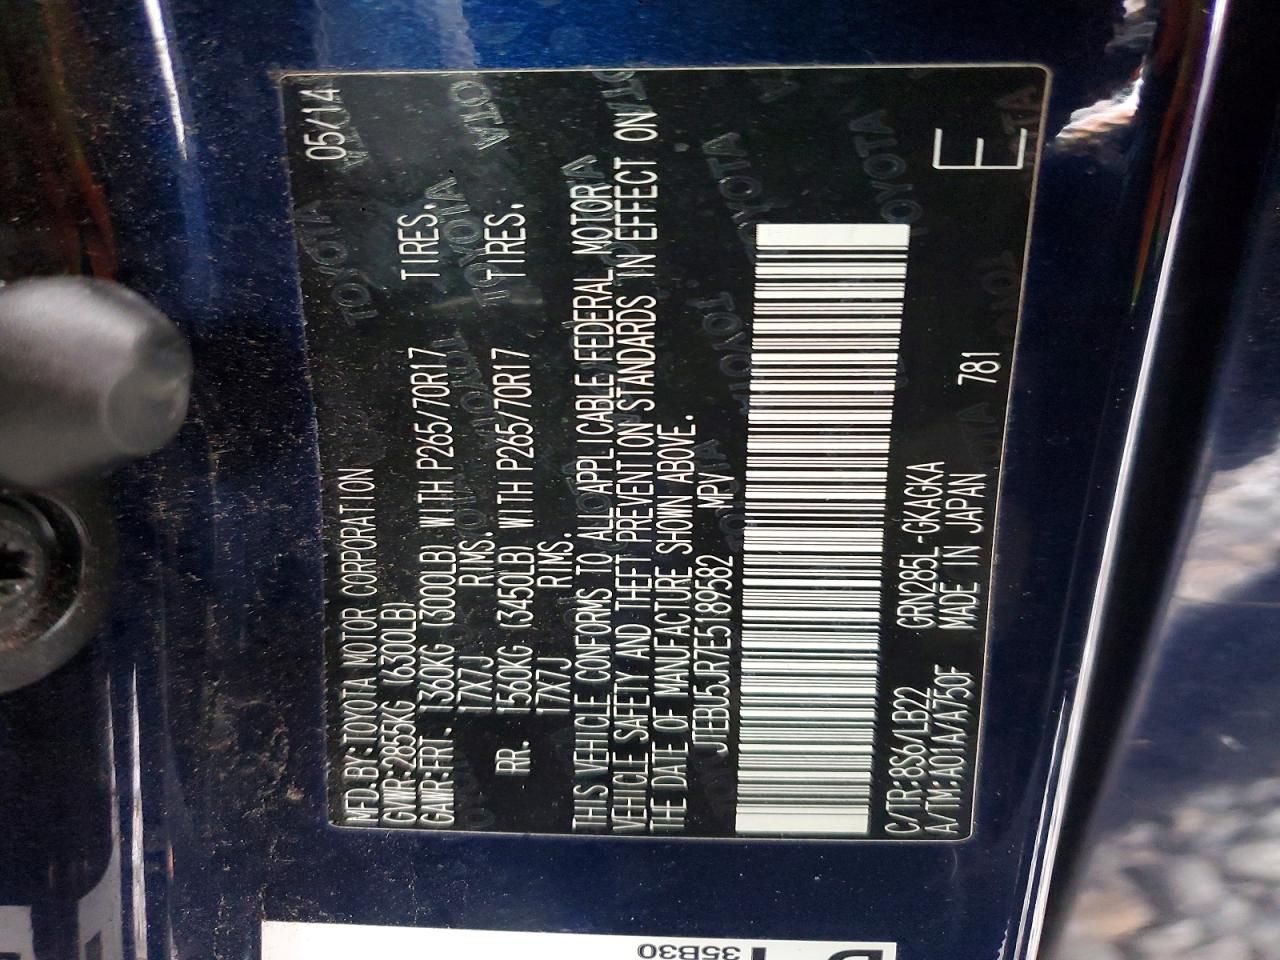 MFD.BY:TOYOTA MOTOR CORPORATION 05/14
GVWR:2855KG (6300LB)
GAWR:FRT. 1360KG (3000LB) WITH P265/70R17 TIRES.
17X7J RIMS.
RR. 1560KG (3450LB) WITH P265/70R17 TIRES.
17X7J RIMS.
THIS VEHICLE CONFORMS TO ALL APPLICABLE FEDERAL MOTOR
VEHICLE SAFETY AND THEFT PREVENTION STANDARDS IN EFFECT ON
THE DATE OF MANUFACTURE SHOWN ABOVE.
JTEBU5JR7E5189582 MPV
C/TR:8S6/LB22 GRN285L-GKAGKA 781 E
A/TM:A01A/A750F MADE IN JAPAN
35B30